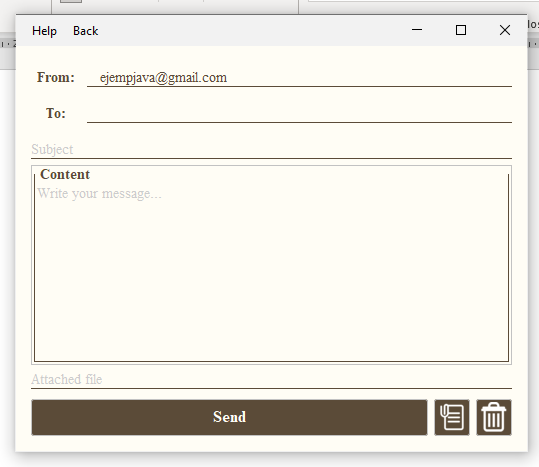 Help Back
From: ejempjava@gmail.com
To:
Subject
Content
Write your message...
Attached file
Send